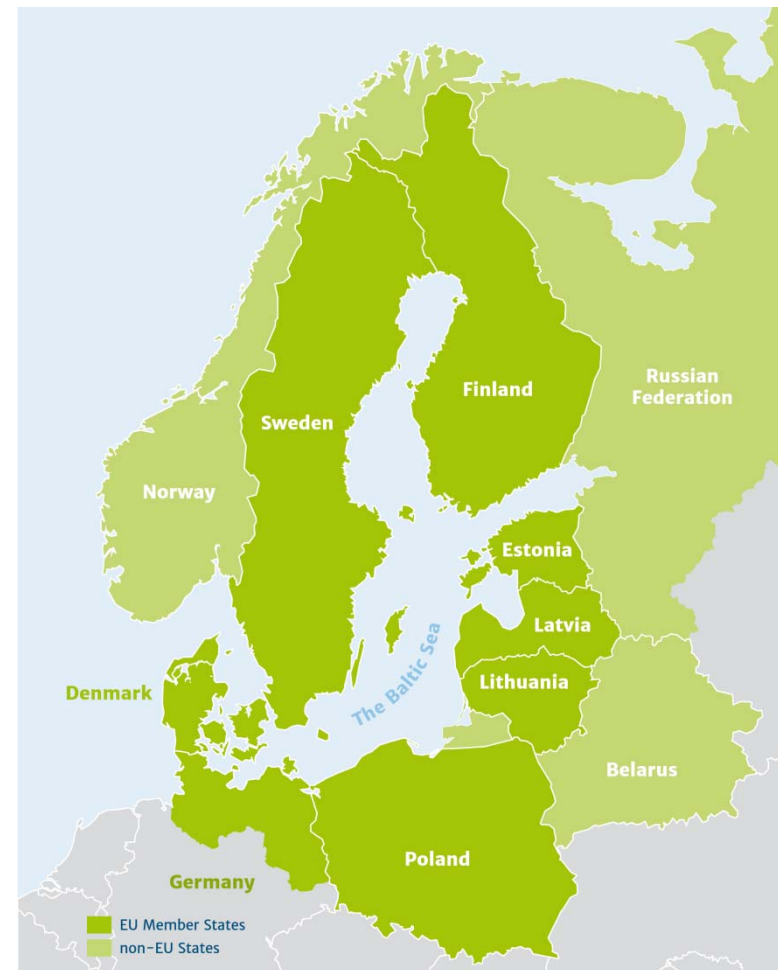 Finland
Russian
Federation
Sweden
Norway
Estonia
Latvia
The Baltic Sea
Lithuania
Denmark
Belarus
Poland
Germany
EU Member States
non-EU States